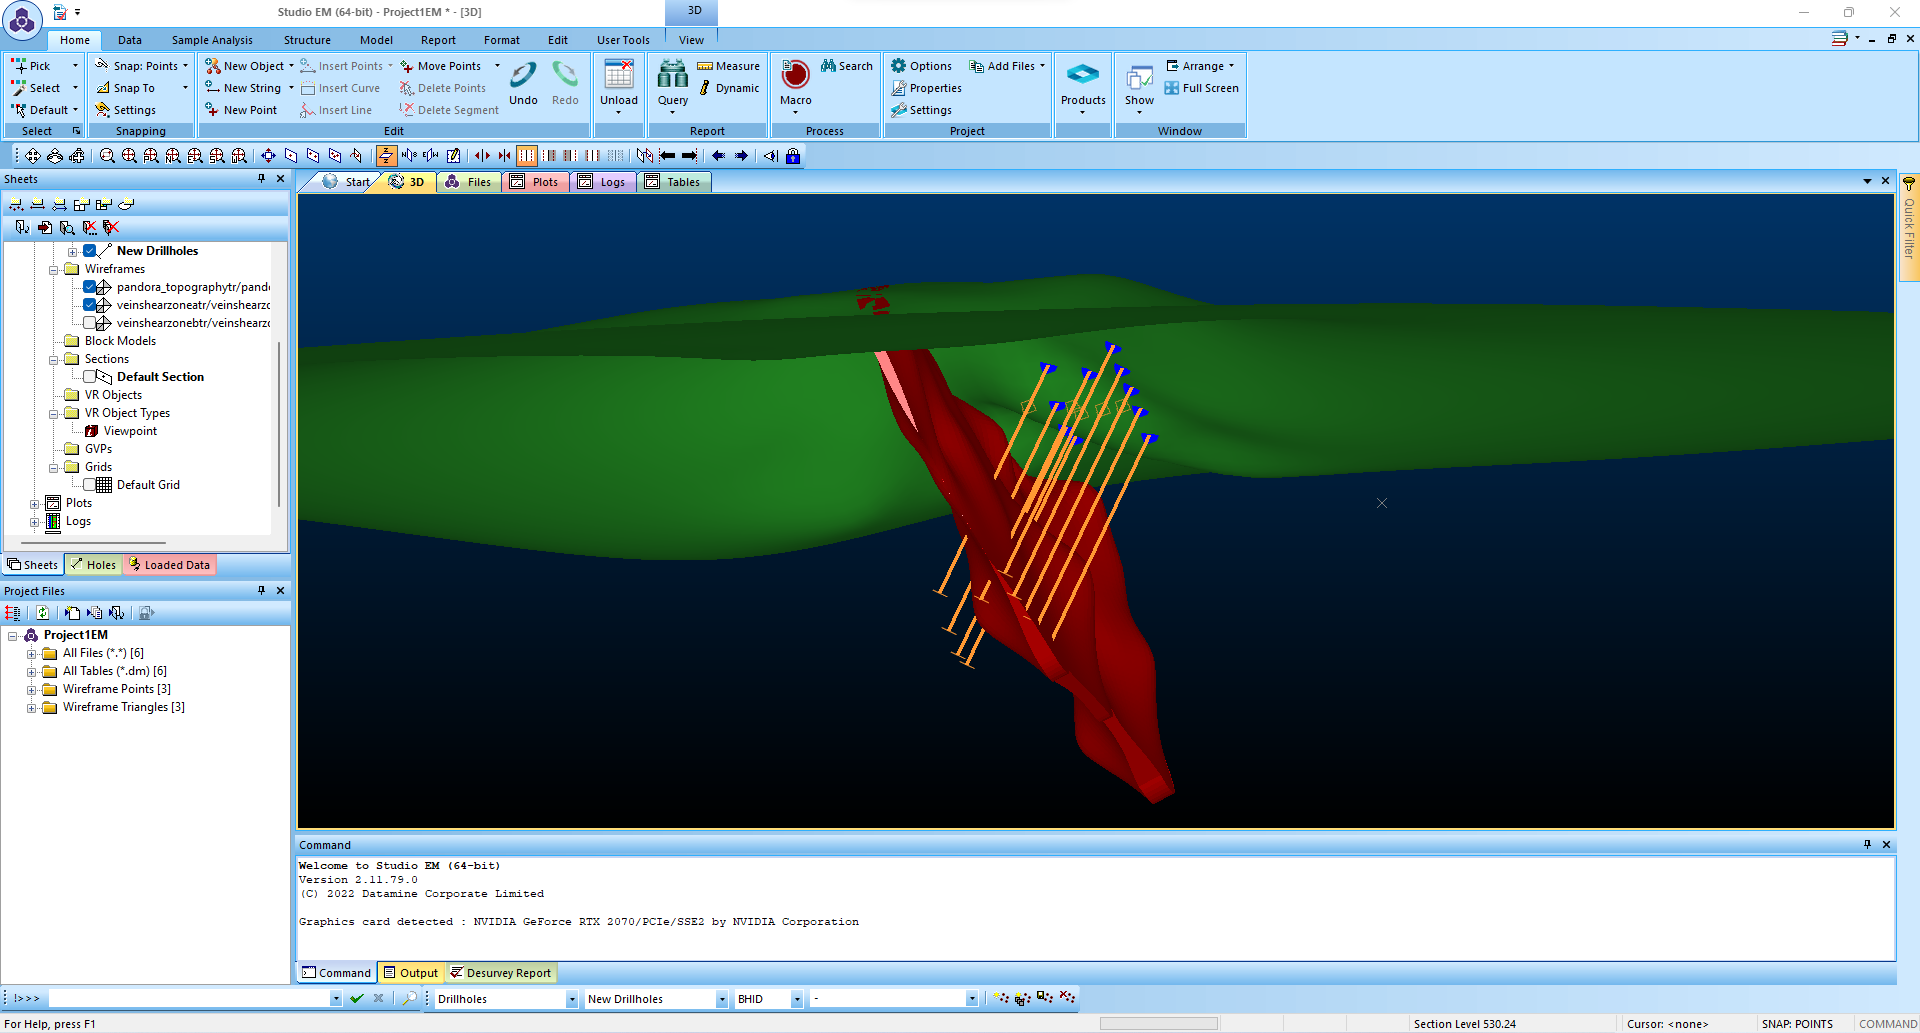 Studio EM (64-bit) - Project1EM * - [3D]
3D
Home
Data
Sample Analysis
Structure
Model
Report
Format
Edit
User Tools
View
Pick
Select
Default
Select
Snap: Points
Snap To
Settings
Snapping
New Object
New String
New Point
Insert Points
Insert Curve
Insert Line
Move Points
Delete Points
Delete Segment
Undo
Redo
Edit
Unload
Query
Measure
Dynamic
Report
Macro
Search
Process
Options
Properties
Settings
Add Files
Project
Products
Show
Arrange
Full Screen
Window
Sheets
Start
3D
Files
Plots
Logs
Tables
Quick Filter
New Drillholes
Wireframes
pandora_topographytr/pand
veinshearzoneatr/veinshearz
veinshearzonebtr/veinshearz
Block Models
Sections
Default Section
VR Objects
VR Object Types
Viewpoint
GVPs
Grids
Default Grid
Plots
Logs
Sheets
Holes
Loaded Data
Project Files
Project1EM
All Files (*.*) [6]
All Tables (*.dm) [6]
Wireframe Points [3]
Wireframe Triangles [3]
Command
Welcome to Studio EM (64-bit)
Version 2.11.79.0
(C) 2022 Datamine Corporate Limited
Graphics card detected : NVIDIA GeForce RTX 2070/PCIe/SSE2 by NVIDIA Corporation
Command
Output
Desurvey Report
!>>>
Drillholes
New Drillholes
BHID
-
For Help, press F1
Section Level 530.24
Cursor: <none>
SNAP: POINTS
COMMAND